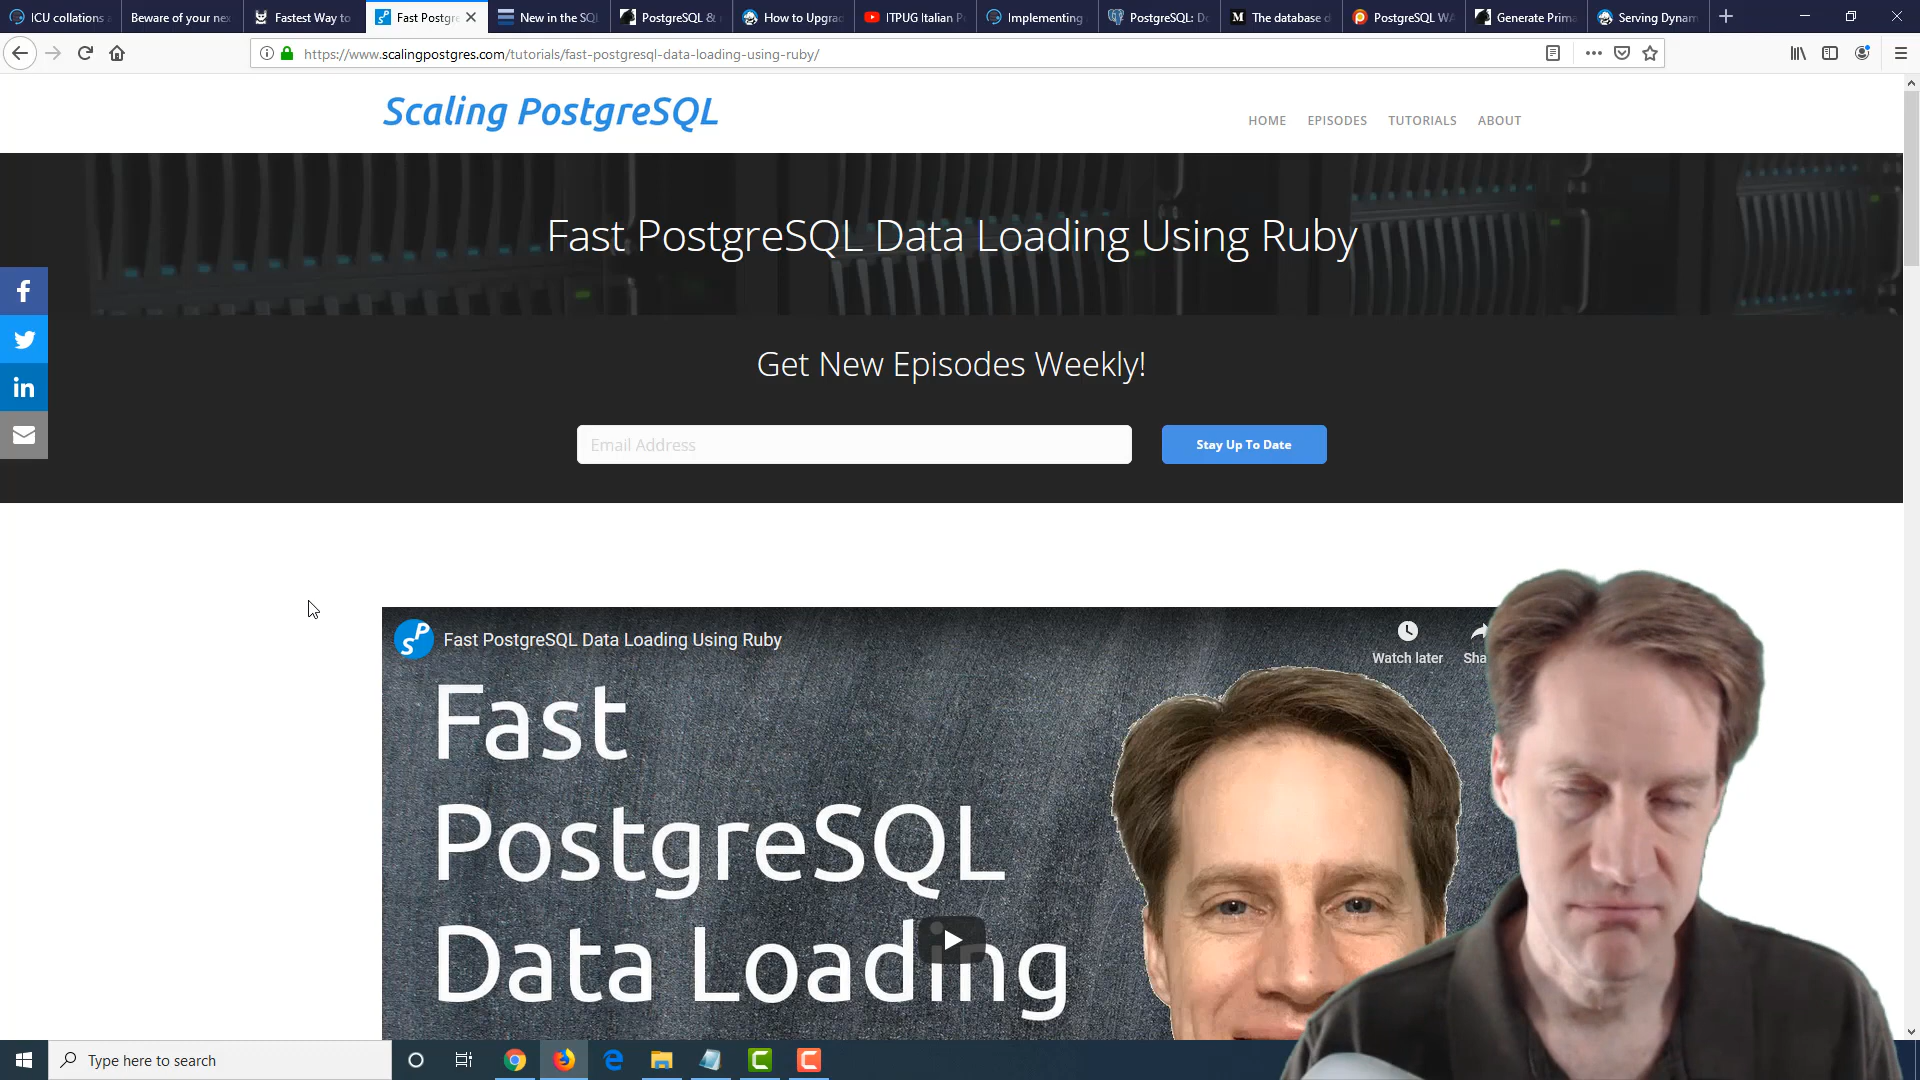 ICU collations
Beware of your ne
Fastest Way to
Fast Postgre
New in the SQL
PostgreSQL &
How to Upgrad
ITPUG Italian P
Implementing
PostgreSQL: D
The database
PostgreSQL WA
Generate Prima
Serving Dynam
https://www.scalingpostgres.com/tutorials/fast-postgresql-data-loading-using-ruby/
Scaling PostgreSQL
HOME EPISODES TUTORIALS ABOUT
Fast PostgreSQL Data Loading Using Ruby
Get New Episodes Weekly!
Email Address
Stay Up To Date
Fast PostgreSQL Data Loading Using Ruby
Watch later
Sha
Fast
PostgreSQL
Data Loading
Type here to search